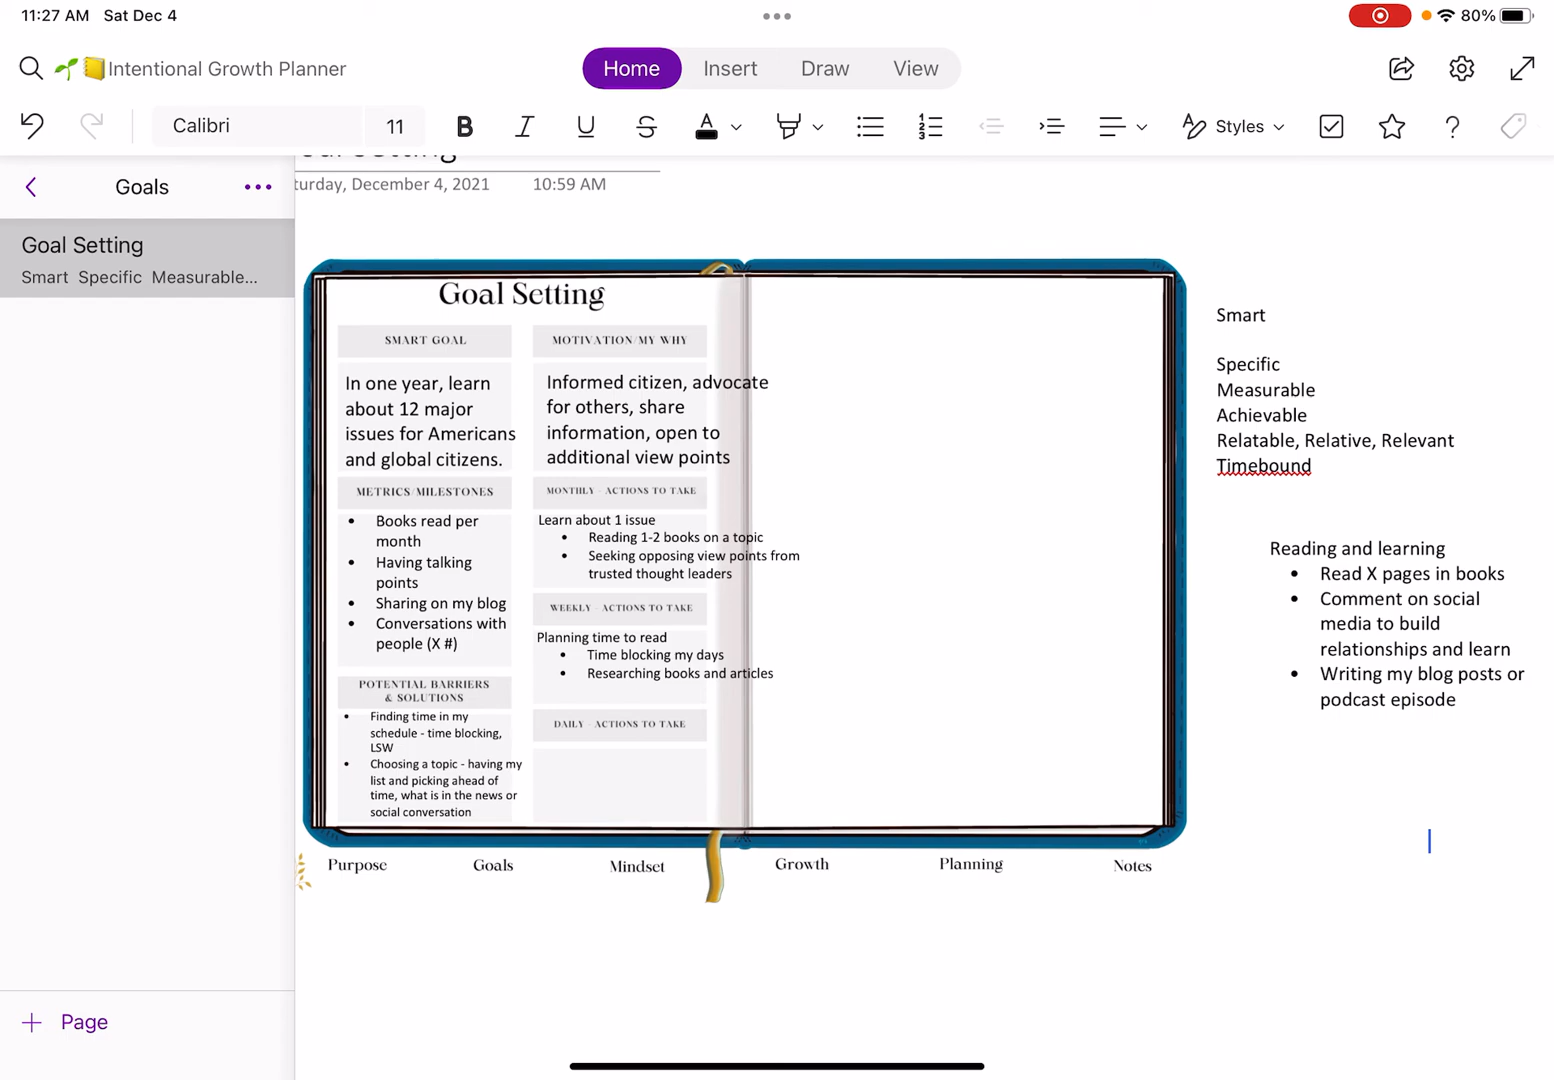 11:27 AM Sat Dec 4
80%
Intentional Growth Planner
Home Insert Draw View
Calibri 11 B I U S A Styles ?
Goals
Goal Setting
Smart Specific Measurable...
Page
turday, December 4, 2021 10:59 AM
Goal Setting
SMART GOAL
In one year, learn
about 12 major
issues for Americans
and global citizens.
METRICS/MILESTONES
• Books read per
month
• Having talking
points
• Sharing on my blog
• Conversations with
people (X #)
POTENTIAL BARRIERS
& SOLUTIONS
• Finding time in my
schedule - time blocking,
LSW
• Choosing a topic - having my
list and picking ahead of
time, what is in the news or
social conversation
MOTIVATION/MY WHY
Informed citizen, advocate
for others, share
information, open to
additional view points
MONTHLY - ACTIONS TO TAKE
Learn about 1 issue
• Reading 1-2 books on a topic
• Seeking opposing view points from
trusted thought leaders
WEEKLY - ACTIONS TO TAKE
Planning time to read
• Time blocking my days
• Researching books and articles
DAILY - ACTIONS TO TAKE
Purpose Goals Mindset Growth Planning Notes
Smart
Specific
Measurable
Achievable
Relatable, Relative, Relevant
Timebound
Reading and learning
• Read X pages in books
• Comment on social
media to build
relationships and learn
• Writing my blog posts or
podcast episode